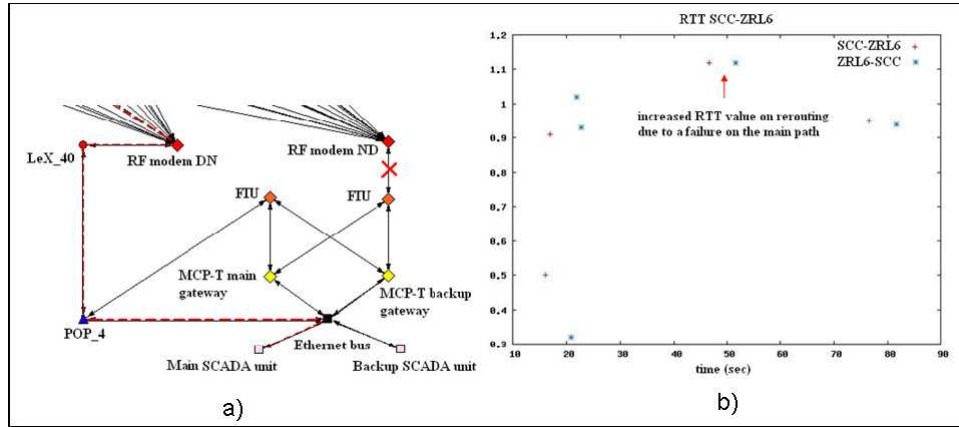 LeX_40
RF modem DN
RF modem ND
FIU
FIU
MCP-T main
gateway
MCP-T backup
gateway
POP_4
Ethernet bus
Main SCADA unit
Backup SCADA unit
a)
RTT SCC-ZRL6
1.2
1.1
1
0.9
0.8
0.7
0.6
0.5
0.4
0.3
SCC-ZRL6
ZRL6-SCC
increased RTT value on rerouting
due to a failure on the main path
10 20 30 40 50 60 70 80 90
time (sec)
b)